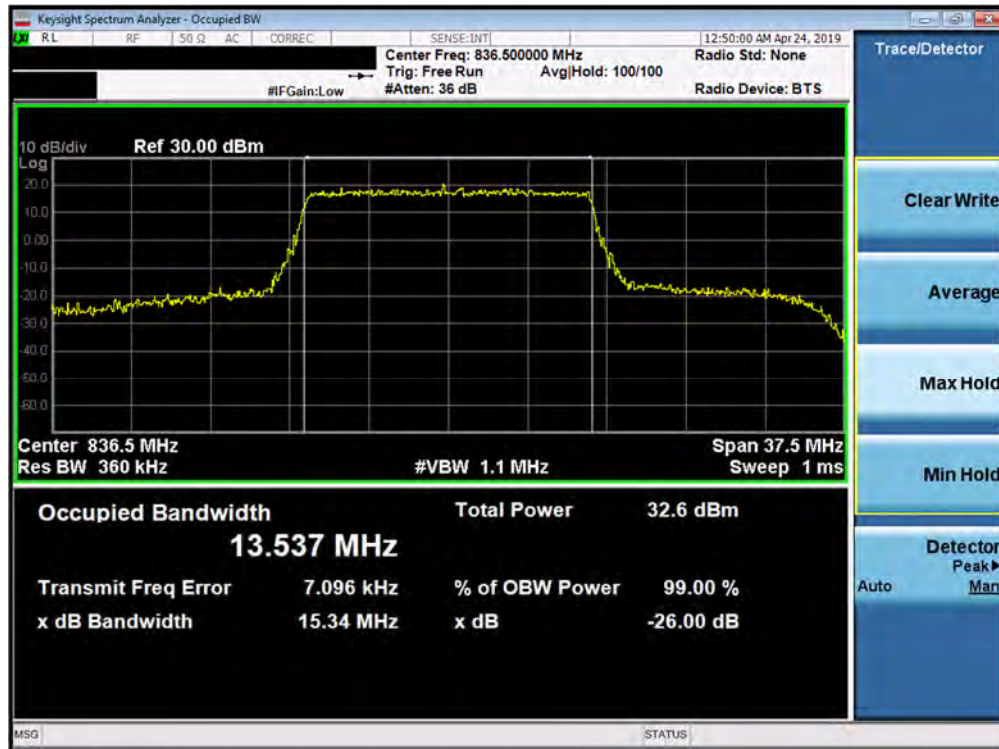 Keysight Spectrum Analyzer - Occupied BW
LXI RL RF 50 Ω AC CORREC SENSE:INT 12:50:00 AM Apr 24, 2019
Center Freq: 836.500000 MHz Radio Std: None
Trig: Free Run Avg|Hold: 100/100
#IFGain:Low #Atten: 36 dB Radio Device: BTS
10 dB/div Ref 30.00 dBm
Log
20.0
10.0
0.00
-10.0
-20.0
-30.0
-40.0
-50.0
-60.0
Center 836.5 MHz Span 37.5 MHz
Res BW 360 kHz #VBW 1.1 MHz Sweep 1 ms
Occupied Bandwidth Total Power 32.6 dBm
13.537 MHz
Transmit Freq Error 7.096 kHz % of OBW Power 99.00 %
x dB Bandwidth 15.34 MHz x dB -26.00 dB
MSG STATUS
Trace/Detector
Clear Write
Average
Max Hold
Min Hold
Detector
Peak
Auto Man